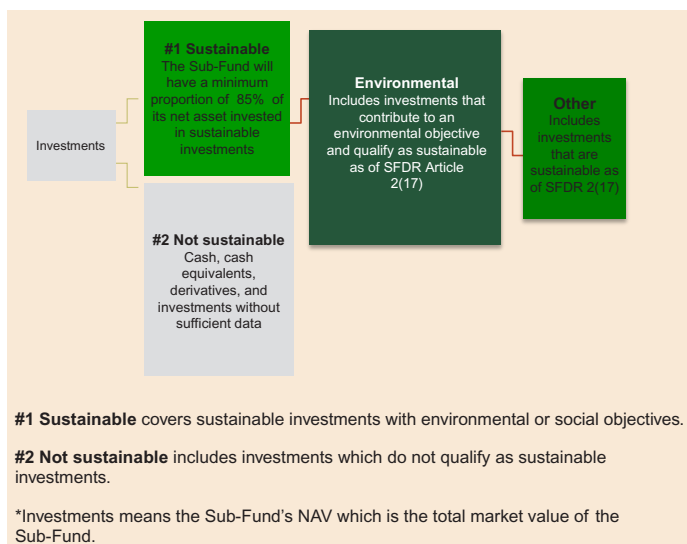 Investments
#1 Sustainable
The Sub-Fund will
have a minimum
proportion of 85% of
its net asset invested
in sustainable
investments
#2 Not sustainable
Cash, cash
equivalents,
derivatives, and
investments without
sufficient data
Environmental
Includes investments that
contribute to an
environmental objective
and qualify as sustainable
as of SFDR Article
2(17)
Other
Includes
investments
that are
sustainable as
of SFDR 2(17)
#1 Sustainable covers sustainable investments with environmental or social objectives.
#2 Not sustainable includes investments which do not qualify as sustainable
investments.
*Investments means the Sub-Fund’s NAV which is the total market value of the
Sub-Fund.